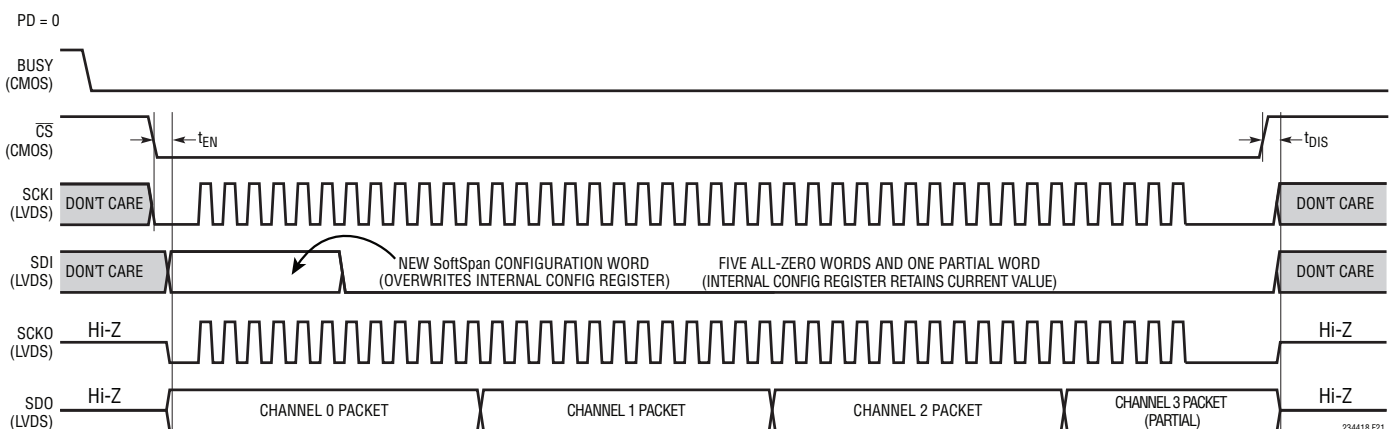 PD = 0
BUSY
(CMOS)
CS
(CMOS)
tEN
tDIS
SCKI
(LVDS)
DON'T CARE
DON'T CARE
SDI
(LVDS)
DON'T CARE
NEW SoftSpan CONFIGURATION WORD
(OVERWRITES INTERNAL CONFIG REGISTER)
FIVE ALL-ZERO WORDS AND ONE PARTIAL WORD
(INTERNAL CONFIG REGISTER RETAINS CURRENT VALUE)
DON'T CARE
SCKO
(LVDS)
Hi-Z
Hi-Z
SDO
(LVDS)
Hi-Z
CHANNEL 0 PACKET
CHANNEL 1 PACKET
CHANNEL 2 PACKET
CHANNEL 3 PACKET
(PARTIAL)
Hi-Z
234418 F21